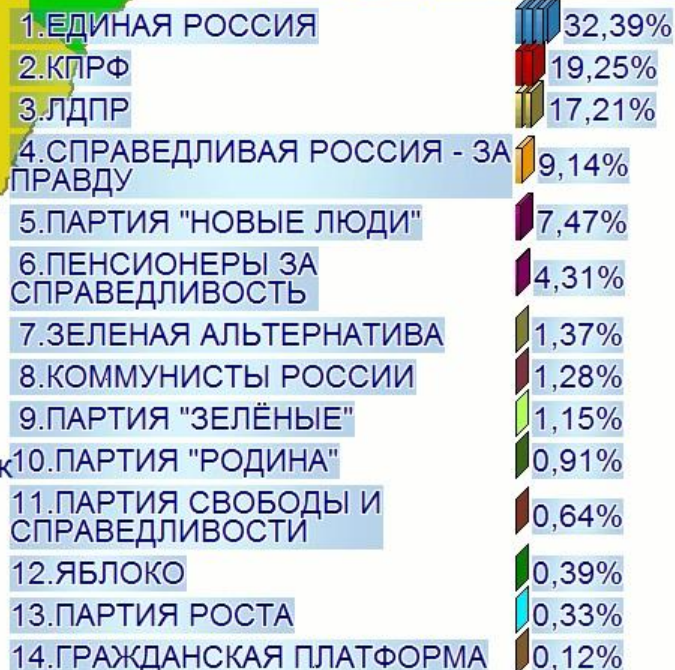 1.ЕДИНАЯ РОССИЯ 32,39%
2.КПРФ 19,25%
3.ЛДПР 17,21%
4.СПРАВЕДЛИВАЯ РОССИЯ - ЗА
ПРАВДУ 9,14%
5.ПАРТИЯ "НОВЫЕ ЛЮДИ" 7,47%
6.ПЕНСИОНЕРЫ ЗА
СПРАВЕДЛИВОСТЬ 4,31%
7.ЗЕЛЕНАЯ АЛЬТЕРНАТИВА 1,37%
8.КОММУНИСТЫ РОССИИ 1,28%
9.ПАРТИЯ "ЗЕЛЁНЫЕ" 1,15%
к10.ПАРТИЯ "РОДИНА" 0,91%
11.ПАРТИЯ СВОБОДЫ И
СПРАВЕДЛИВОСТИ 0,64%
12.ЯБЛОКО 0,39%
13.ПАРТИЯ РОСТА 0,33%
14.ГРАЖДАНСКАЯ ПЛАТФОРМА 0,12%